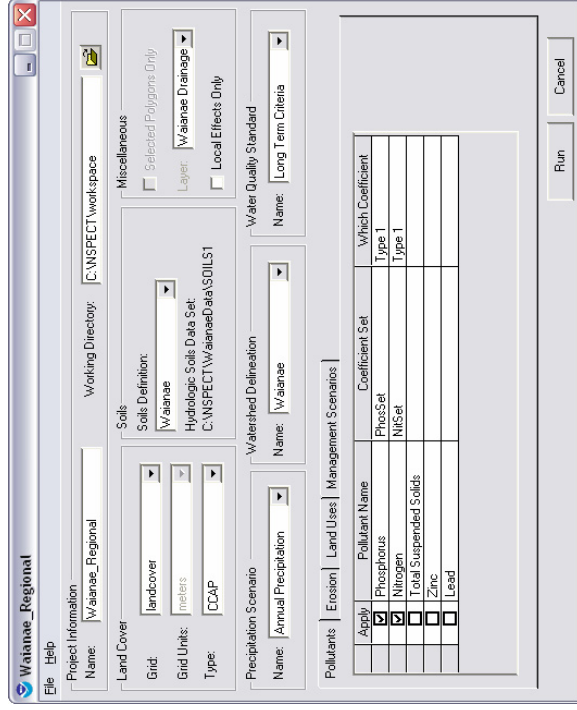 Waianae_Regional
File Help
Project Information
Name: Waianae_Regional Working Directory: C:\NSPECT\workspace
Land Cover
Grid: landcover
Grid Units: meters
Type: CCAP
Soils
Soils Definition:
Waianae
Hydrologic Soils Data Set:
C:\NSPECT\WaianaeData\SOILS1
Miscellaneous
Selected Polygons Only
Layer: Waianae Drainage
Local Effects Only
Precipitation Scenario
Name: Annual Precipitation
Watershed Delineation
Name: Waianae
Water Quality Standard
Name: Long Term Criteria
Pollutants Erosion Land Uses Management Scenarios
Apply Pollutant Name Coefficient Set Which Coefficient
Phosphorus PhosSet Type 1
Nitrogen NitSet Type 1
Total Suspended Solids
Zinc
Lead
Run Cancel